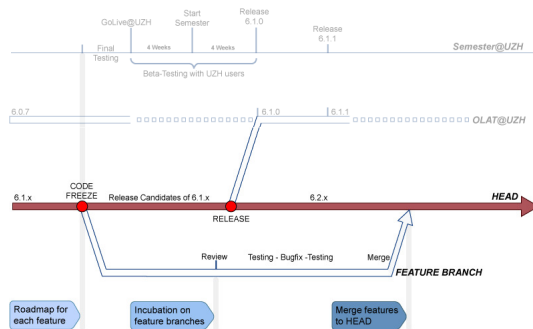 GoLive@UZH
Start
Semester
Release
6.1.0
Release
6.1.1
Final
Testing
4 Weeks
4 Weeks
Semester@UZH
Beta-Testing with UZH users
6.0.7
6.1.0
6.1.1
OLAT@UZH
CODE
FREEZE
6.1.x
Release Candidates of 6.1.x
6.2.x
HEAD
RELEASE
Review
Testing - Bugfix -Testing
Merge
FEATURE BRANCH
Roadmap for
each feature
Incubation on
feature branches
Merge features
to HEAD